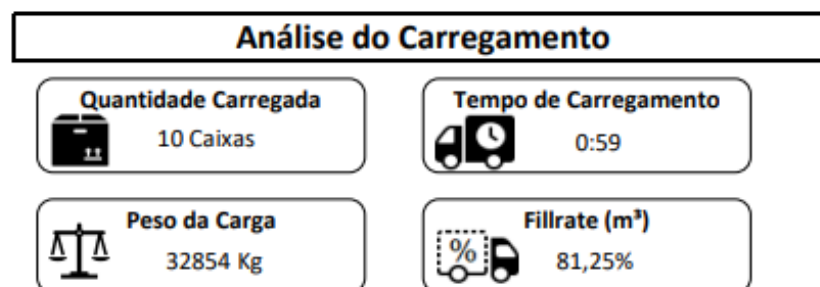 Análise do Carregamento
Quantidade Carregada
10 Caixas
Tempo de Carregamento
0:59
Peso da Carga
32854 Kg
Fillrate (m³)
%
81,25%